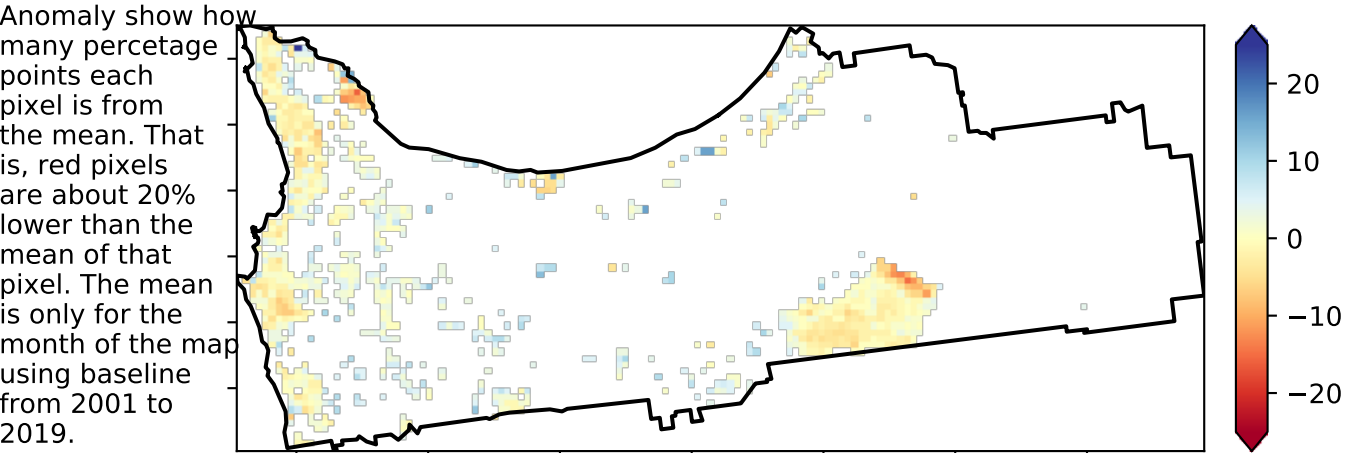 Anomaly show how
many percetage
points each
pixel is from
the mean. That
is, red pixels
are about 20%
lower than the
mean of that
pixel. The mean
is only for the
month of the map
using baseline
from 2001 to
2019.
20
10
0
−10
−20